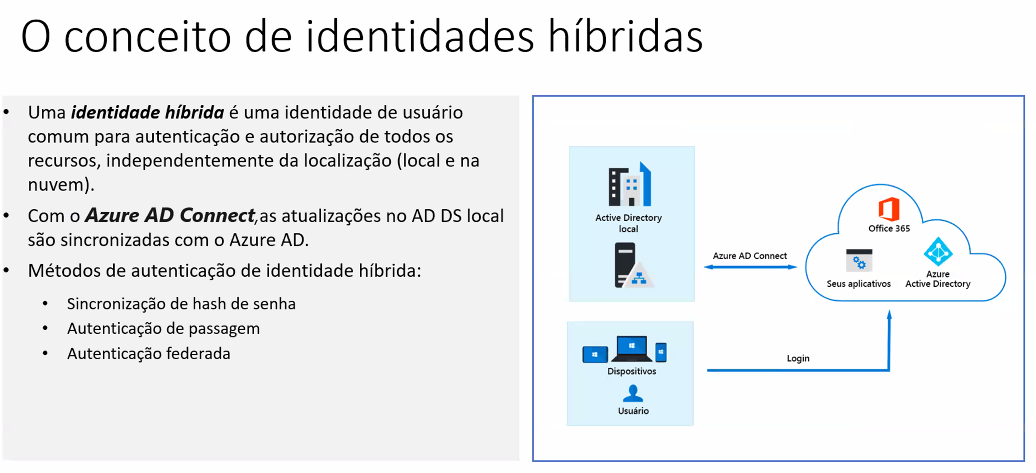 O conceito de identidades híbridas
• Uma identidade híbrida é uma identidade de usuário
comum para autenticação e autorização de todos os
recursos, independentemente da localização (local e na
nuvem).
• Com o Azure AD Connect,as atualizações no AD DS local
são sincronizadas com o Azure AD.
• Métodos de autenticação de identidade híbrida:
• Sincronização de hash de senha
• Autenticação de passagem
• Autenticação federada
Active Directory
local
Azure AD Connect
Office 365
Seus aplicativos
Azure
Active Directory
Dispositivos
Usuário
Login